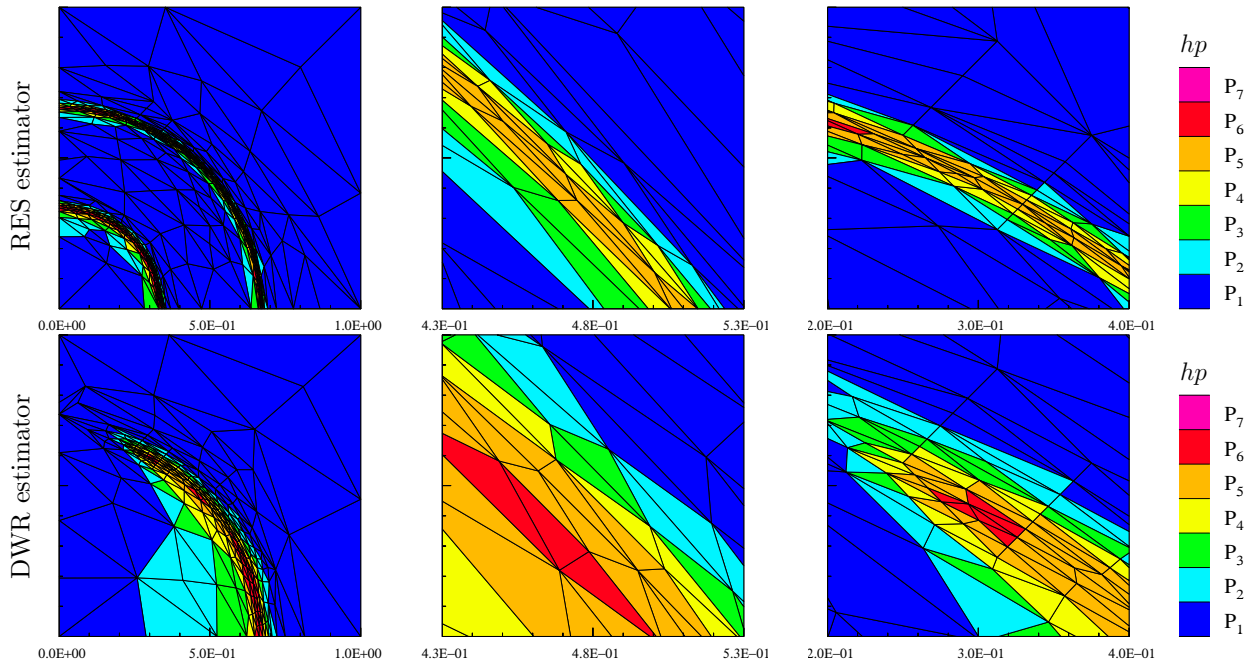 RES estimator
0.0E+00 5.0E−01 1.0E+00
4.3E−01 4.8E−01 5.3E−01
2.0E−01 3.0E−01 4.0E−01
hp
P7
P6
P5
P4
P3
P2
P1
DWR estimator
0.0E+00 5.0E−01 1.0E+00
4.3E−01 4.8E−01 5.3E−01
2.0E−01 3.0E−01 4.0E−01
hp
P7
P6
P5
P4
P3
P2
P1